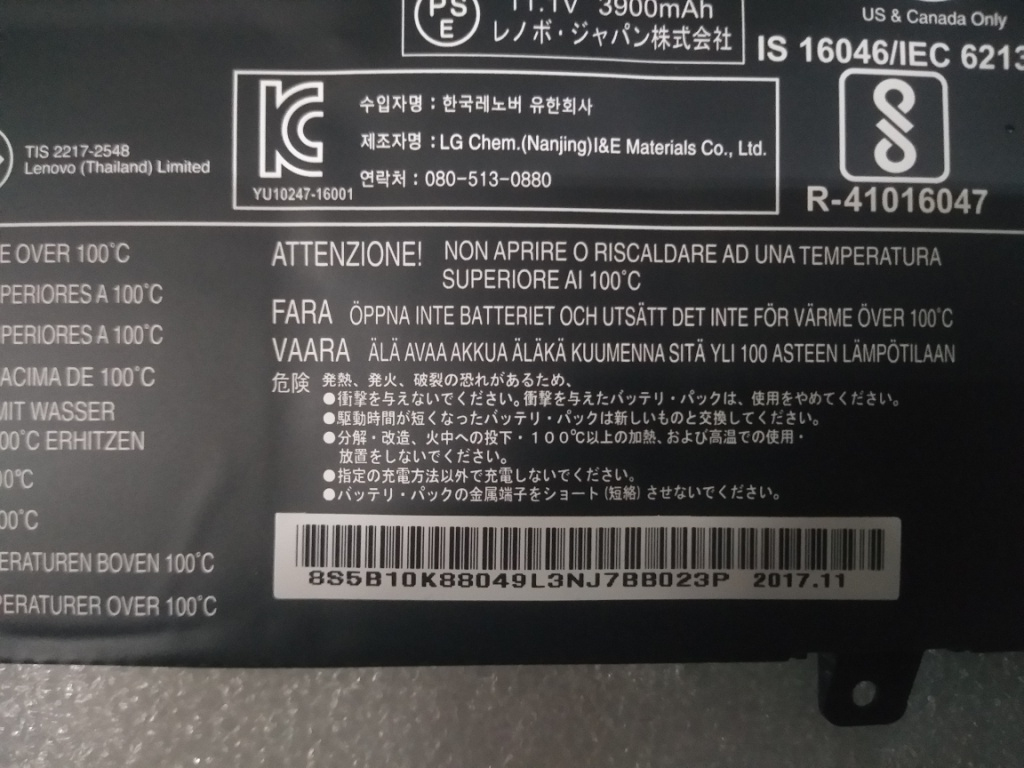 PS
E
11.1V 3900mAh
レノボ・ジャパン株式会社
US & Canada Only
IS 16046/IEC 6213
TIS 2217-2548
Lenovo (Thailand) Limited
YU10247-16001
수입자명 : 한국레노버 유한회사
제조자명 : LG Chem.(Nanjing)I&E Materials Co., Ltd.
연락처 : 080-513-0880
R-41016047
E OVER 100°C
PERIORES A 100°C
PERIORES A 100°C
ACIMA DE 100°C
MIT WASSER
00°C ERHITZEN
00°C
00°C
ERATUREN BOVEN 100°C
PERATURER OVER 100°C
ATTENZIONE! NON APRIRE O RISCALDARE AD UNA TEMPERATURA
SUPERIORE AI 100°C
FARA ÖPPNA INTE BATTERIET OCH UTSÄTT DET INTE FÖR VÄRME ÖVER 100°C
VAARA ÄLÄ AVAA AKKUA ÄLÄKÄ KUUMENNA SITÄ YLI 100 ASTEEN LÄMPÖTILAAN
危険 発熱、発火、破裂の恐れがあるため、
●衝撃を与えないでください。衝撃を与えたバッテリ・パックは、使用をやめてください。
●駆動時間が短くなったバッテリ・パックは新しいものと交換してください。
●分解・改造、火中への投下・100℃以上の加熱、および高温での使用・
放置をしないでください。
●指定の充電方法以外で充電しないでください。
●バッテリ・パックの金属端子をショート(短絡)させないでください。
8S5B10K88049L3NJ7BB023P 2017.11